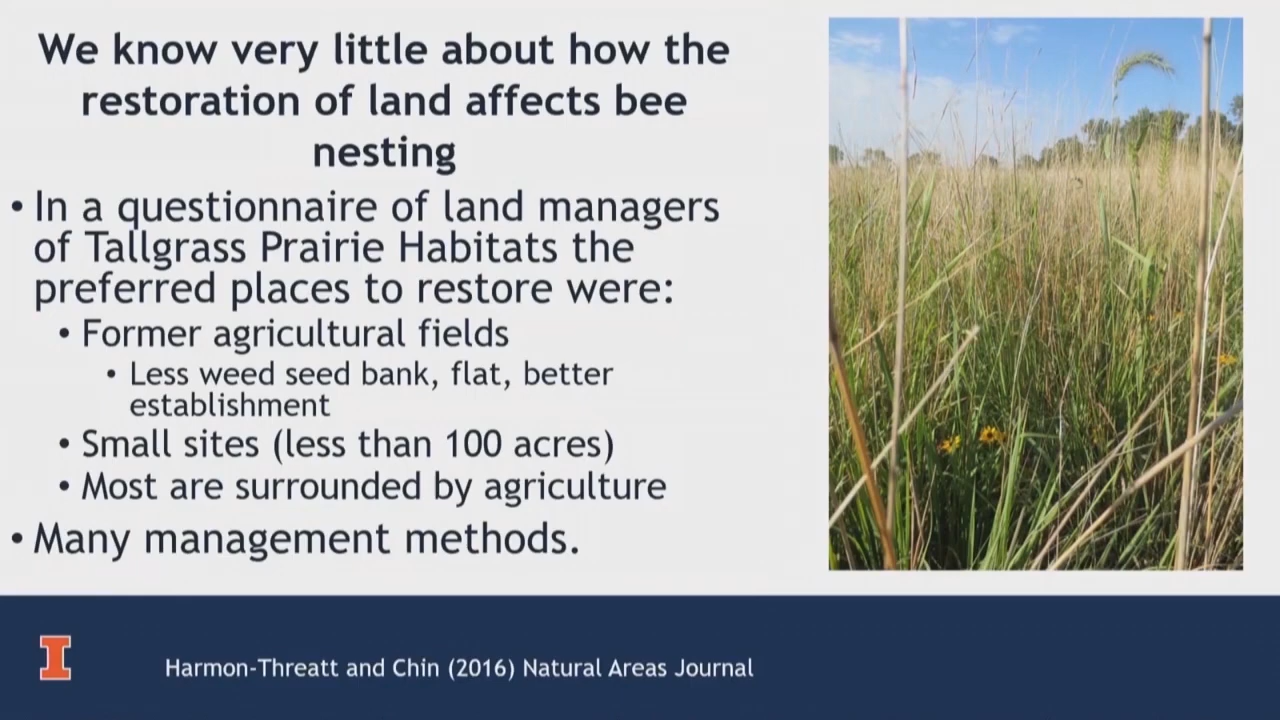 We know very little about how the
restoration of land affects bee
nesting
• In a questionnaire of land managers
of Tallgrass Prairie Habitats the
preferred places to restore were:
• Former agricultural fields
• Less weed seed bank, flat, better
establishment
• Small sites (less than 100 acres)
• Most are surrounded by agriculture
• Many management methods.
I
Harmon-Threatt and Chin (2016) Natural Areas Journal